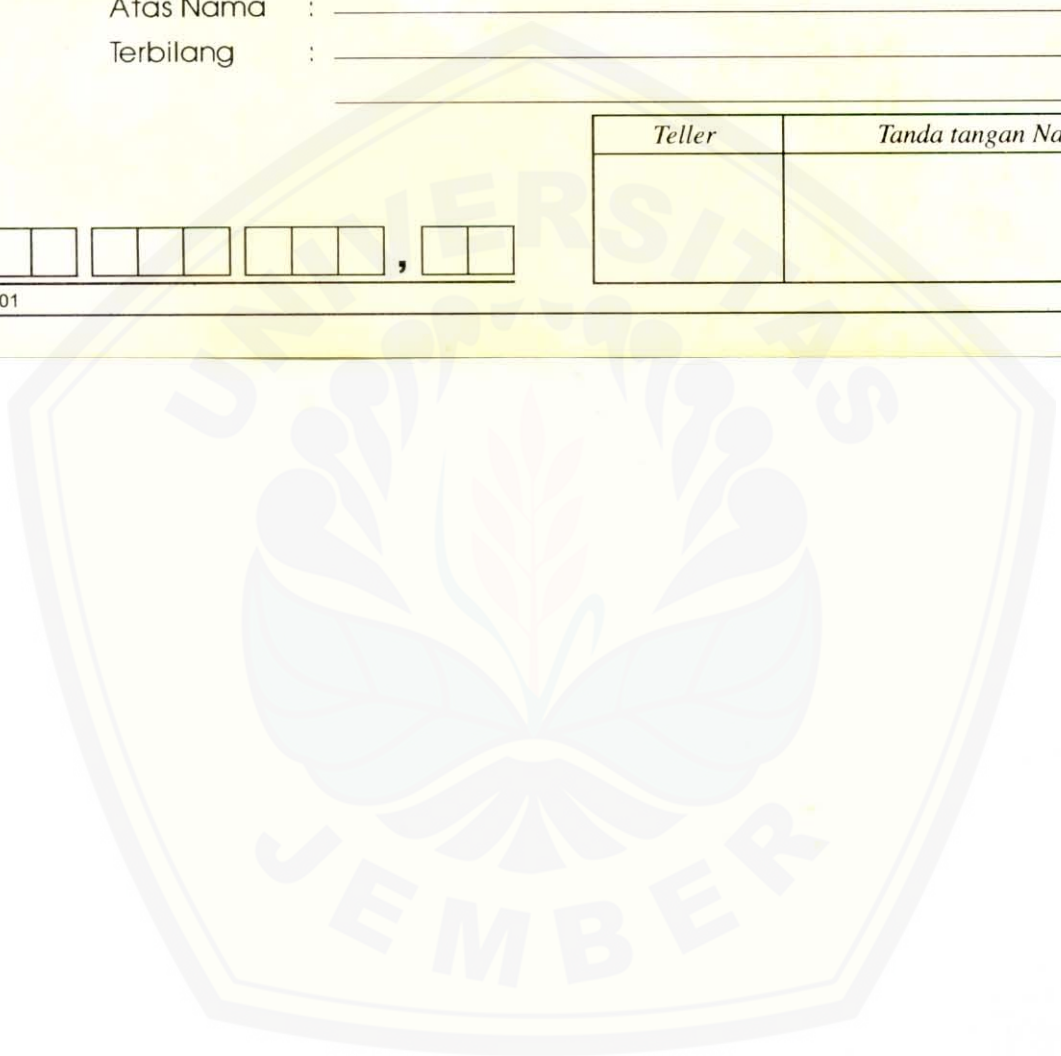 Atas Nama :
Terbilang :
Teller Tanda tangan Na
,
01
UNIVERSITAS
JEMBER